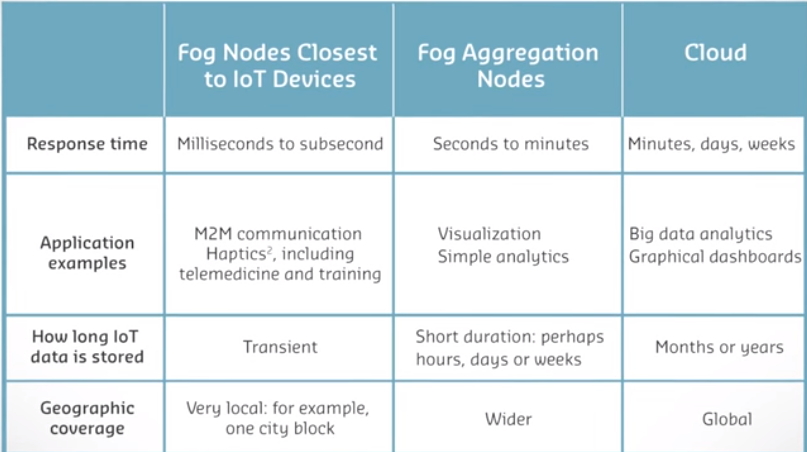 Fog Nodes Closest
to IoT Devices
Fog Aggregation
Nodes
Cloud
Response time
Milliseconds to subsecond
Seconds to minutes
Minutes, days, weeks
Application
examples
M2M communication
Haptics², including
telemedicine and training
Visualization
Simple analytics
Big data analytics
Graphical dashboards
How long IoT
data is stored
Transient
Short duration: perhaps
hours, days or weeks
Months or years
Geographic
coverage
Very local: for example,
one city block
Wider
Global